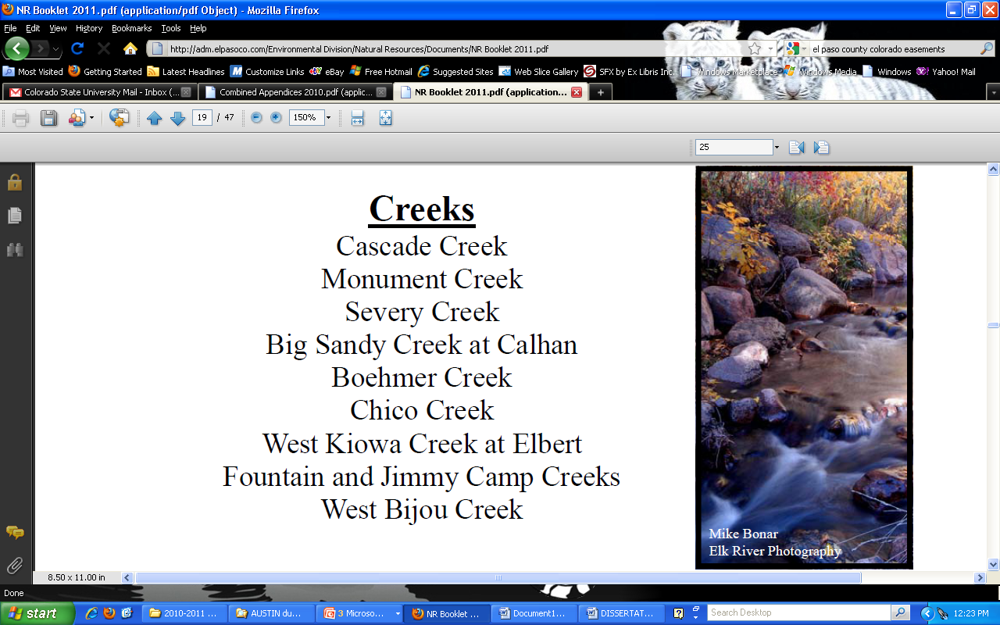 NR Booklet 2011.pdf (application/pdf Object) - Mozilla Firefox
File Edit View History Bookmarks Tools Help
http://adm.elpasoco.com/Environmental Division/Natural Resources/Documents/NR Booklet 2011.pdf
el paso county colorado easements
Most Visited Getting Started Latest Headlines Customize Links eBay Free Hotmail Suggested Sites Web Slice Gallery SFX by Ex Libris Inc. Windows Marketplace Windows Media Windows Yahoo! Mail
Colorado State University Mail - Inbox (... Combined Appendices 2010.pdf (applic... NR Booklet 2011.pdf (application...
19 / 47 150%
25
Creeks
Cascade Creek
Monument Creek
Severy Creek
Big Sandy Creek at Calhan
Boehmer Creek
Chico Creek
West Kiowa Creek at Elbert
Fountain and Jimmy Camp Creeks
West Bijou Creek
Mike Bonar
Elk River Photography
8.50 x 11.00 in
Done
start 2010-2011 ... AUSTIN du... 3 Microso... NR Booklet ... Document1... DISSERTAT... Search Desktop 12:23 PM